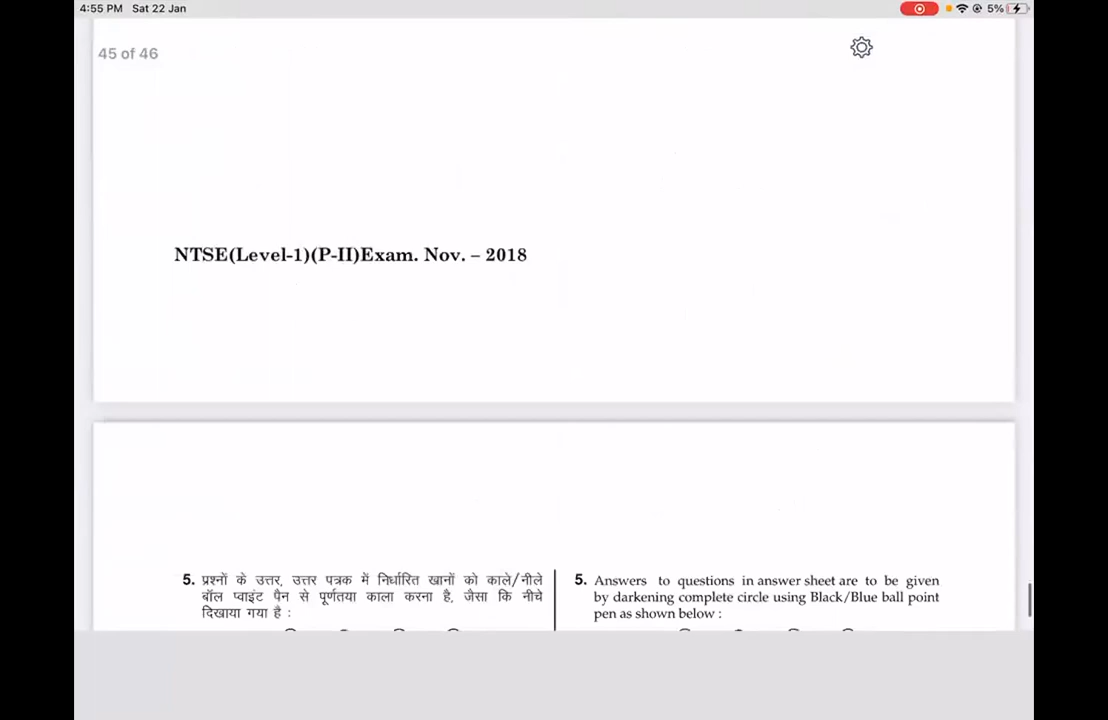 4:55 PM Sat 22 Jan
5%
45 of 46
NTSE(Level-1)(P-II)Exam. Nov. – 2018
5. प्रश्नों के उत्तर, उत्तर पत्रक में निर्धारित खानों को काले/नीले
बॉल प्वाइंट पैन से पूर्णतया काला करना है, जैसा कि नीचे
दिखाया गया है :
5. Answers to questions in answer sheet are to be given
by darkening complete circle using Black/Blue ball point
pen as shown below :